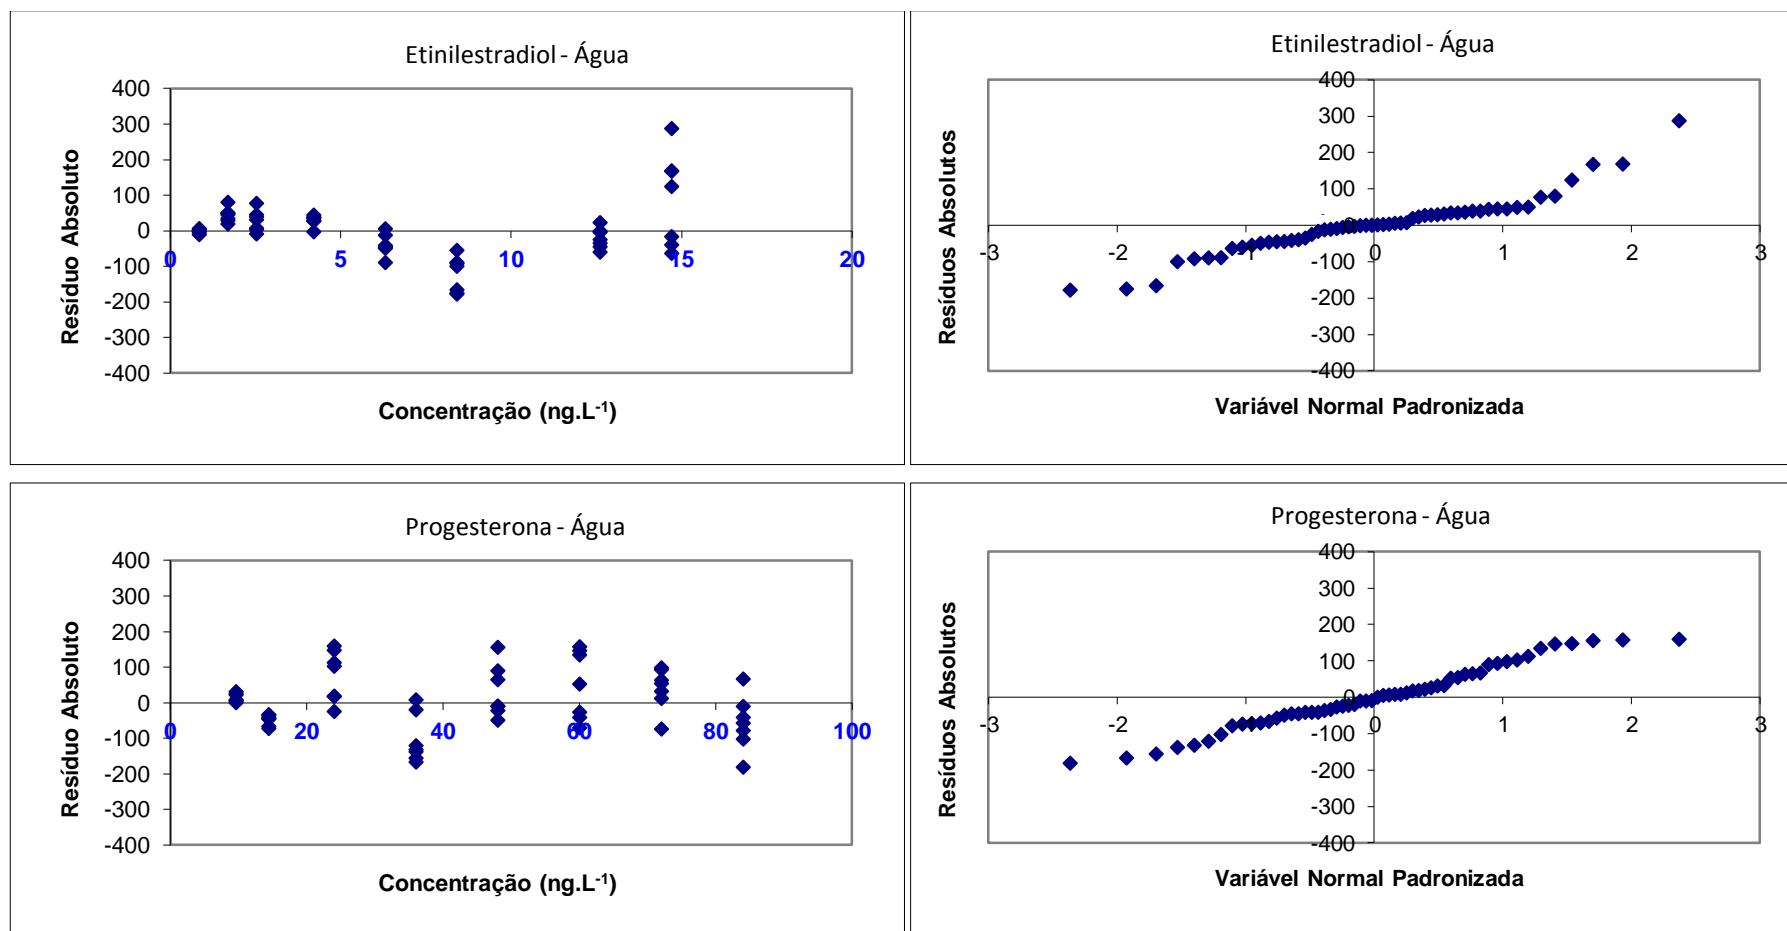 Etinilestradiol - Água
Resíduo Absoluto
400
300
200
100
0
-100
-200
-300
-400
0 5 10 15 20
Concentração (ng.L⁻¹)
Etinilestradiol - Água
Resíduos Absolutos
400
300
200
100
0
-100
-200
-300
-400
-3 -2 -1 0 1 2 3
Variável Normal Padronizada
Progesterona - Água
Resíduo Absoluto
400
300
200
100
0
-100
-200
-300
-400
0 20 40 60 80 100
Concentração (ng.L⁻¹)
Progesterona - Água
Resíduos Absolutos
400
300
200
100
0
-100
-200
-300
-400
-3 -2 -1 0 1 2 3
Variável Normal Padronizada